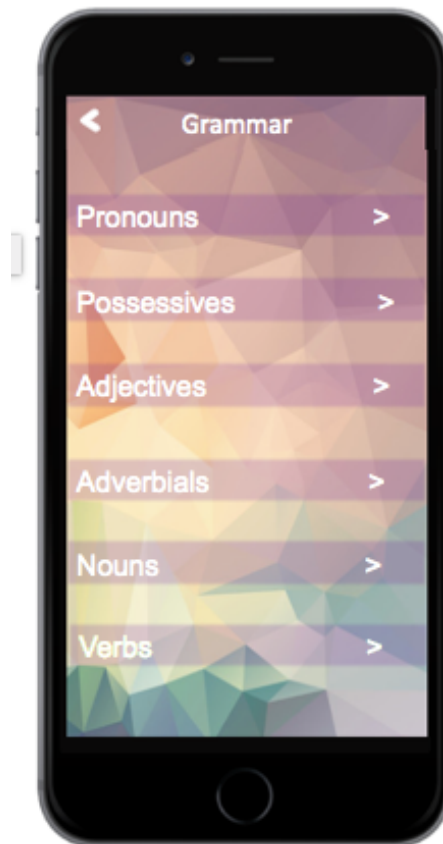 Grammar
Pronouns >
Possessives >
Adjectives >
Adverbials >
Nouns >
Verbs >